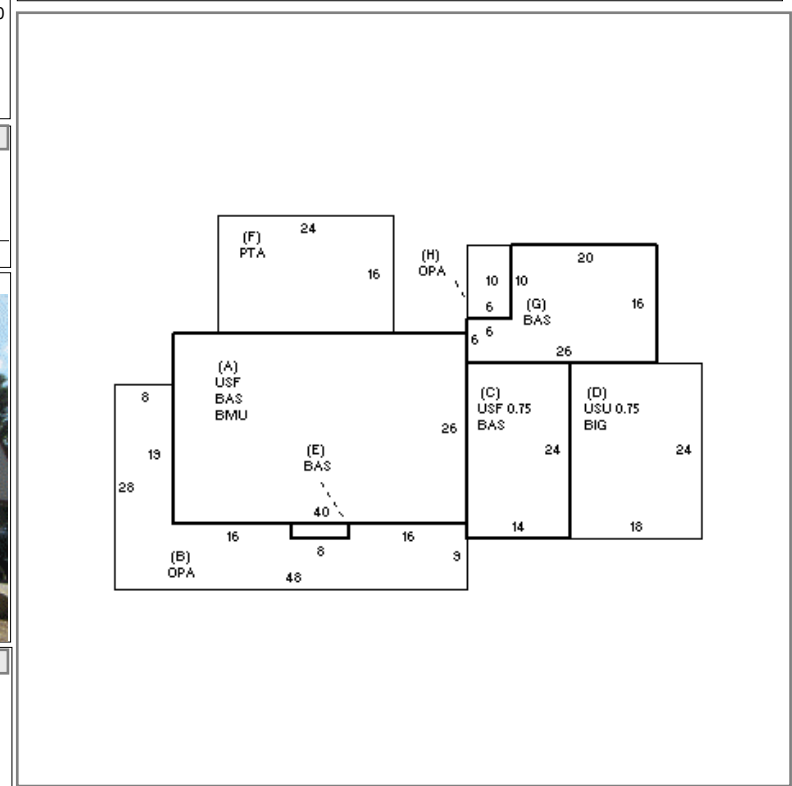 24
(F)
PTA
16
(H)
OPA
10
10
20
6
(G)
BAS
16
6
6
26
(A)
USF
BAS
BMU
8
26
(C)
USF 0.75
BAS
(D)
USU 0.75
BIG
19
(E)
BAS
24
24
28
40
16
16
14
18
8
9
(B)
OPA
48